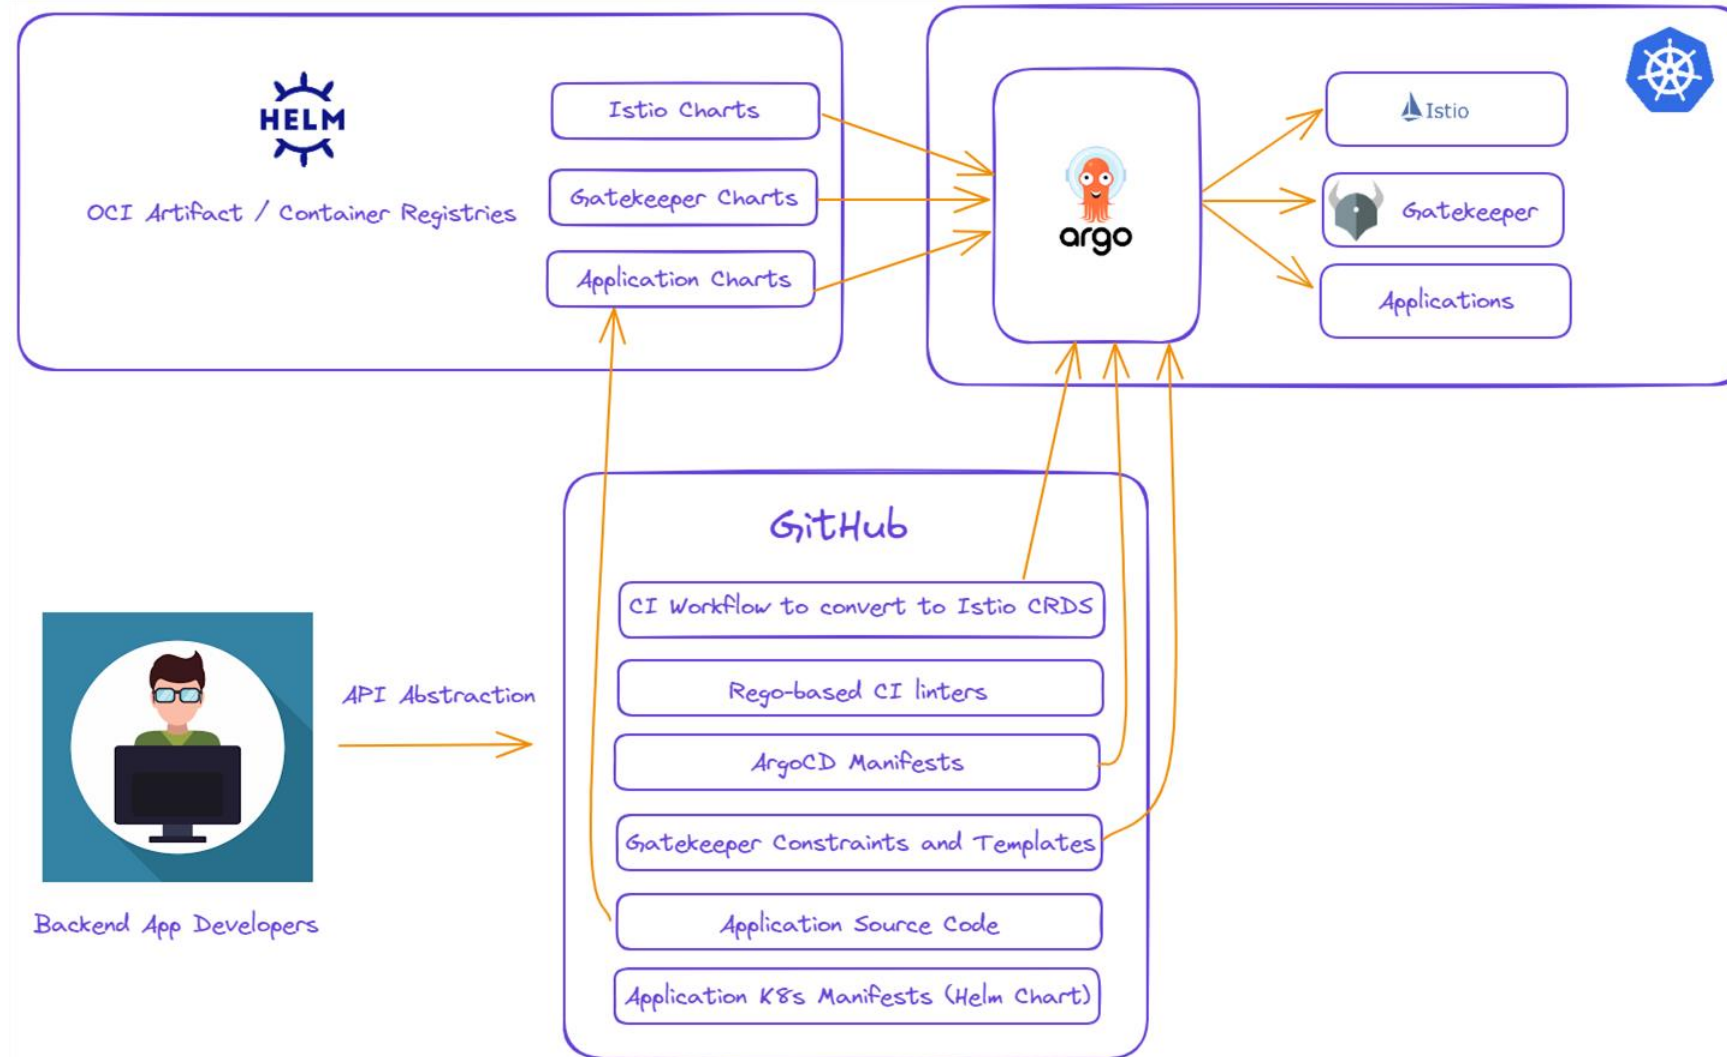 HELM
OCI Artifact / Container Registries
Istio Charts
Gatekeeper Charts
Application Charts
argo
Istio
Gatekeeper
Applications
GitHub
CI Workflow to convert to Istio CRDS
Rego-based CI linters
ArgoCD Manifests
Gatekeeper Constraints and Templates
Application Source Code
Application K8s Manifests (Helm Chart)
API Abstraction
Backend App Developers